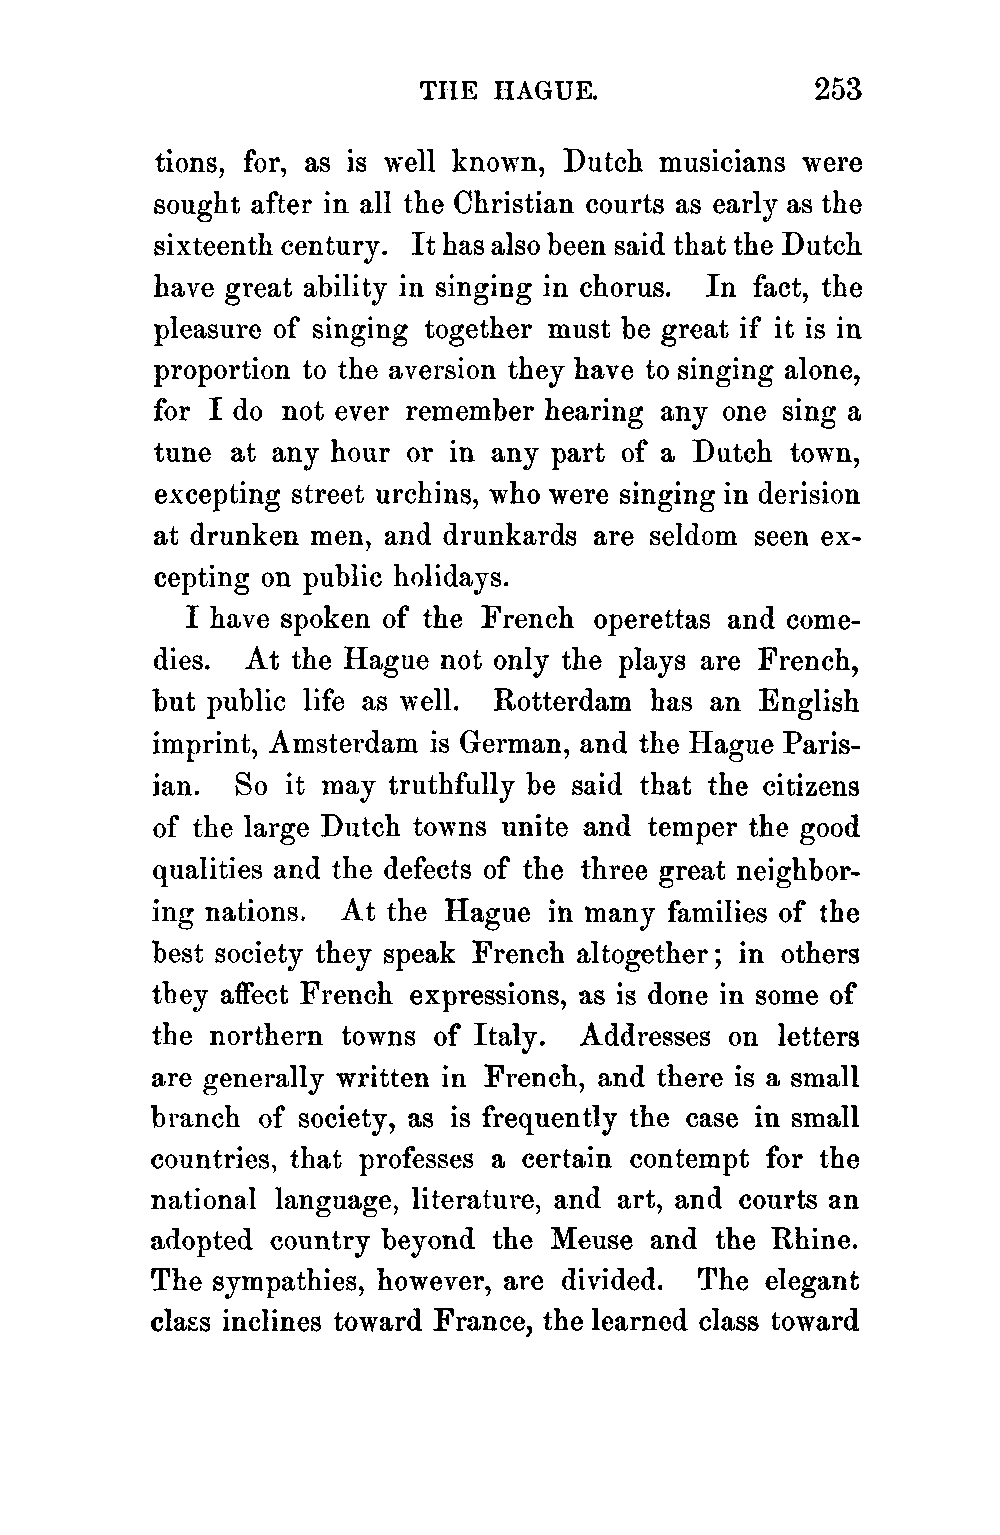 THE HAGUE. 253
tions, for, as is well known, Dutch musicians were
sought after in all the Christian courts as early as the
sixteenth century. It has also been said that the Dutch
have great ability in singing in chorus. In fact, the
pleasure of singing together must be great if it is in
proportion to the aversion they have to singing alone,
for I do not ever remember hearing any one sing a
tune at any hour or in any part of a Dutch town,
excepting street urchins, who were singing in derision
at drunken men, and drunkards are seldom seen ex-
cepting on public holidays.
I have spoken of the French operettas and come-
dies. At the Hague not only the plays are French,
but public life as well. Rotterdam has an English
imprint, Amsterdam is German, and the Hague Paris-
ian. So it may truthfully be said that the citizens
of the large Dutch towns unite and temper the good
qualities and the defects of the three great neighbor-
ing nations. At the Hague in many families of the
best society they speak French altogether; in others
they affect French expressions, as is done in some of
the northern towns of Italy. Addresses on letters
are generally written in French, and there is a small
branch of society, as is frequently the case in small
countries, that professes a certain contempt for the
national language, literature, and art, and courts an
adopted country beyond the Meuse and the Rhine.
The sympathies, however, are divided. The elegant
class inclines toward France, the learned class toward